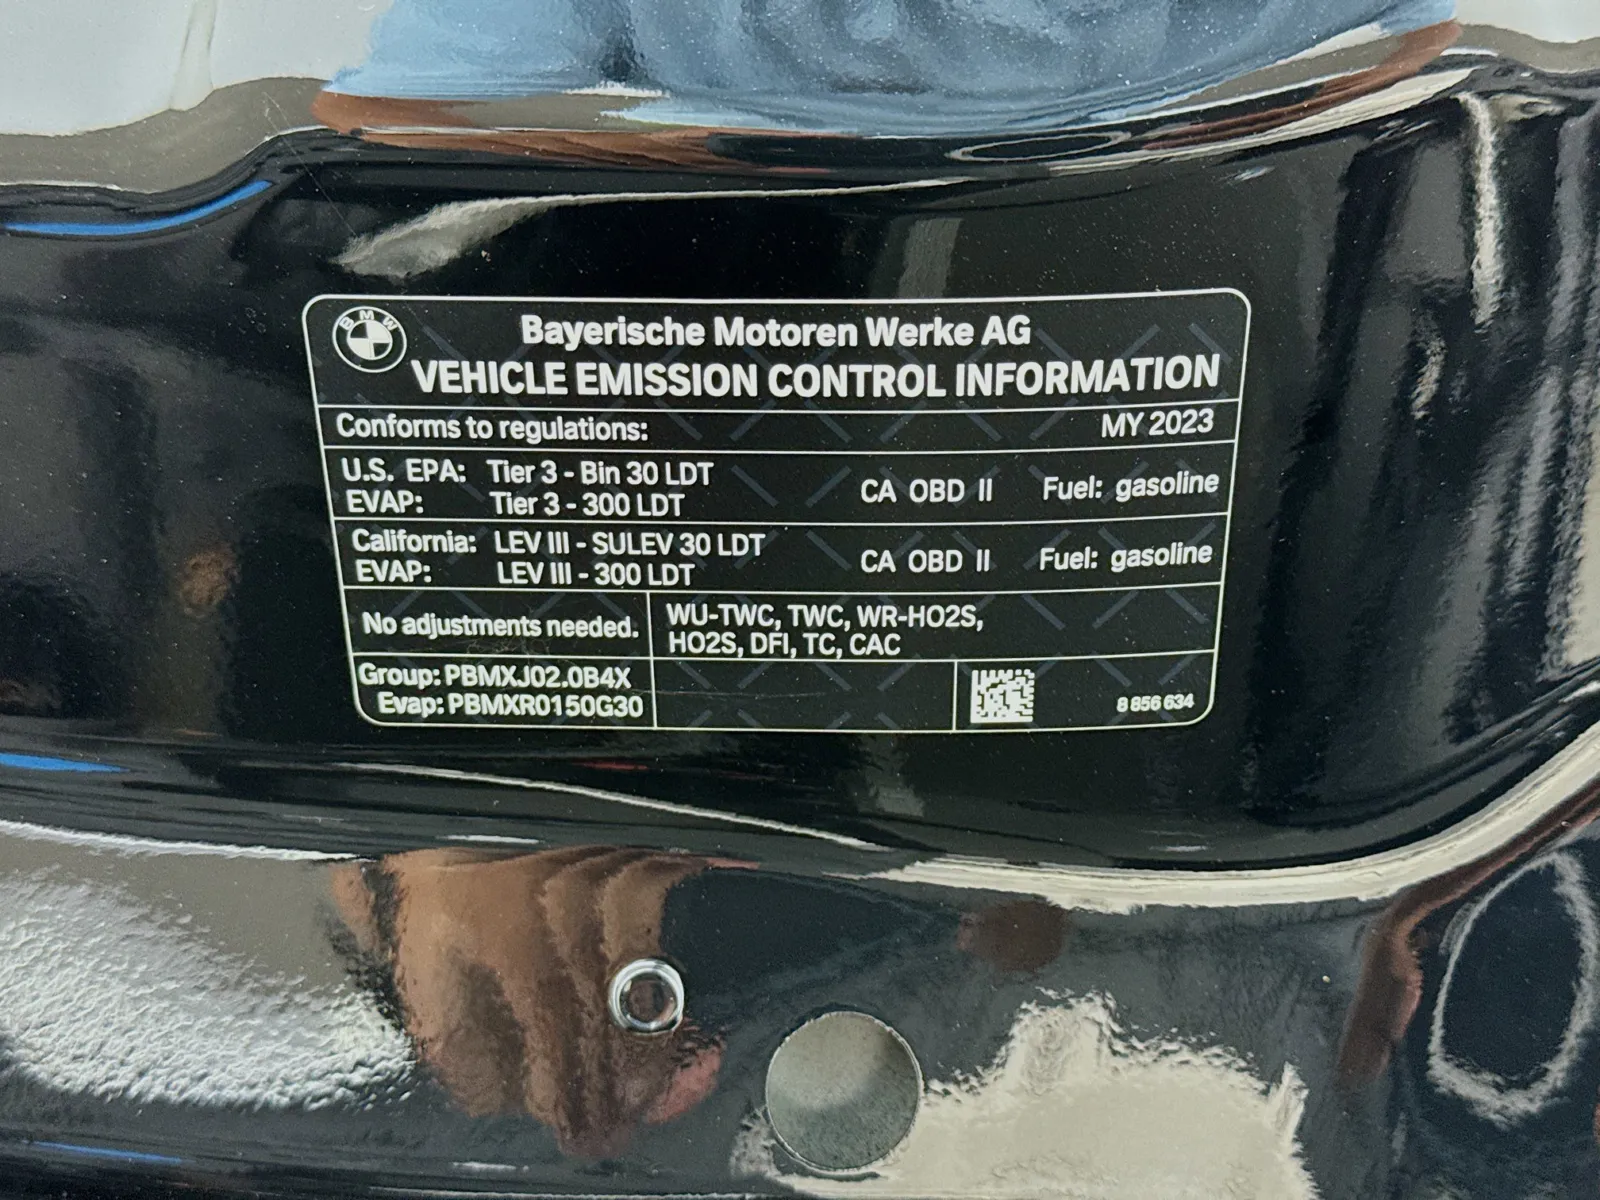 BMW
Bayerische Motoren Werke AG
VEHICLE EMISSION CONTROL INFORMATION
Conforms to regulations: MY 2023
U.S. EPA: Tier 3 - Bin 30 LDT
EVAP: Tier 3 - 300 LDT
CA OBD II Fuel: gasoline
California: LEV III - SULEV 30 LDT
EVAP: LEV III - 300 LDT
CA OBD II Fuel: gasoline
No adjustments needed.
WU-TWC, TWC, WR-HO2S,
HO2S, DFI, TC, CAC
Group: PBMXJ02.0B4X
Evap: PBMXR0150G30
8 856 634